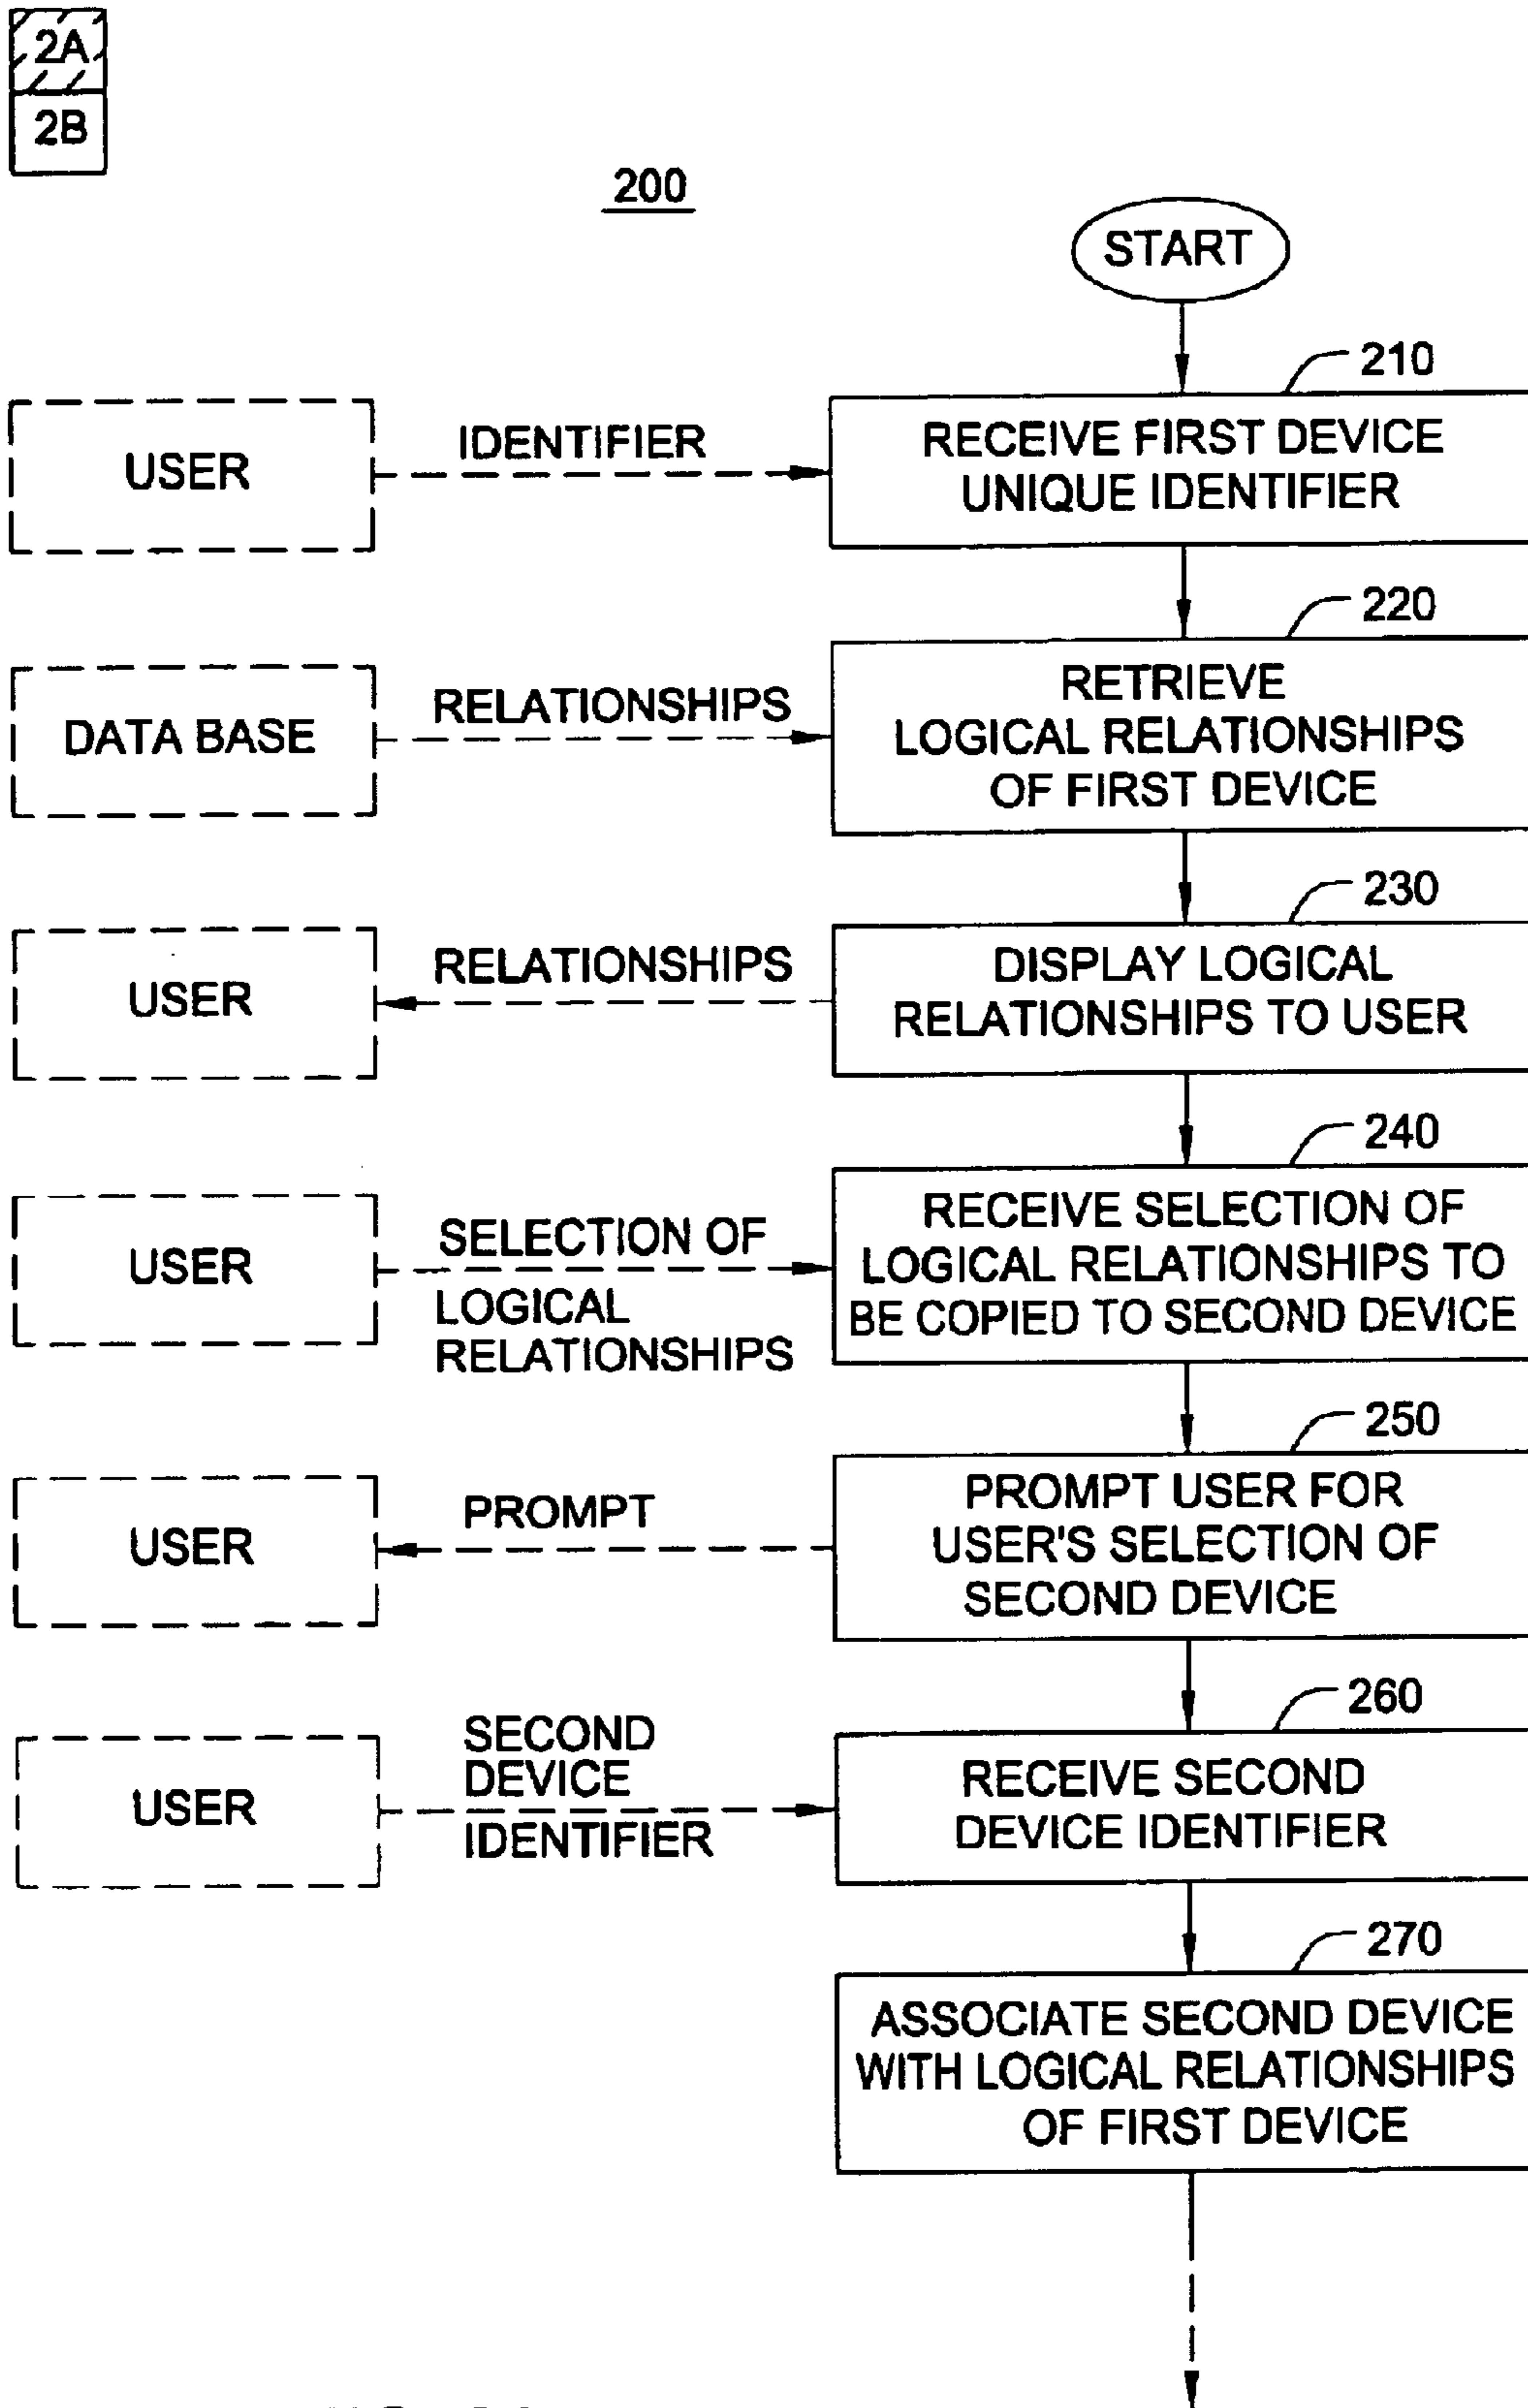 2A
2B
200
START
210
USER
IDENTIFIER
RECEIVE FIRST DEVICE
UNIQUE IDENTIFIER
220
DATA BASE
RELATIONSHIPS
RETRIEVE
LOGICAL RELATIONSHIPS
OF FIRST DEVICE
230
USER
RELATIONSHIPS
DISPLAY LOGICAL
RELATIONSHIPS TO USER
240
USER
SELECTION OF
LOGICAL
RELATIONSHIPS
RECEIVE SELECTION OF
LOGICAL RELATIONSHIPS TO
BE COPIED TO SECOND DEVICE
250
USER
PROMPT
PROMPT USER FOR
USER'S SELECTION OF
SECOND DEVICE
260
USER
SECOND
DEVICE
IDENTIFIER
RECEIVE SECOND
DEVICE IDENTIFIER
270
ASSOCIATE SECOND DEVICE
WITH LOGICAL RELATIONSHIPS
OF FIRST DEVICE